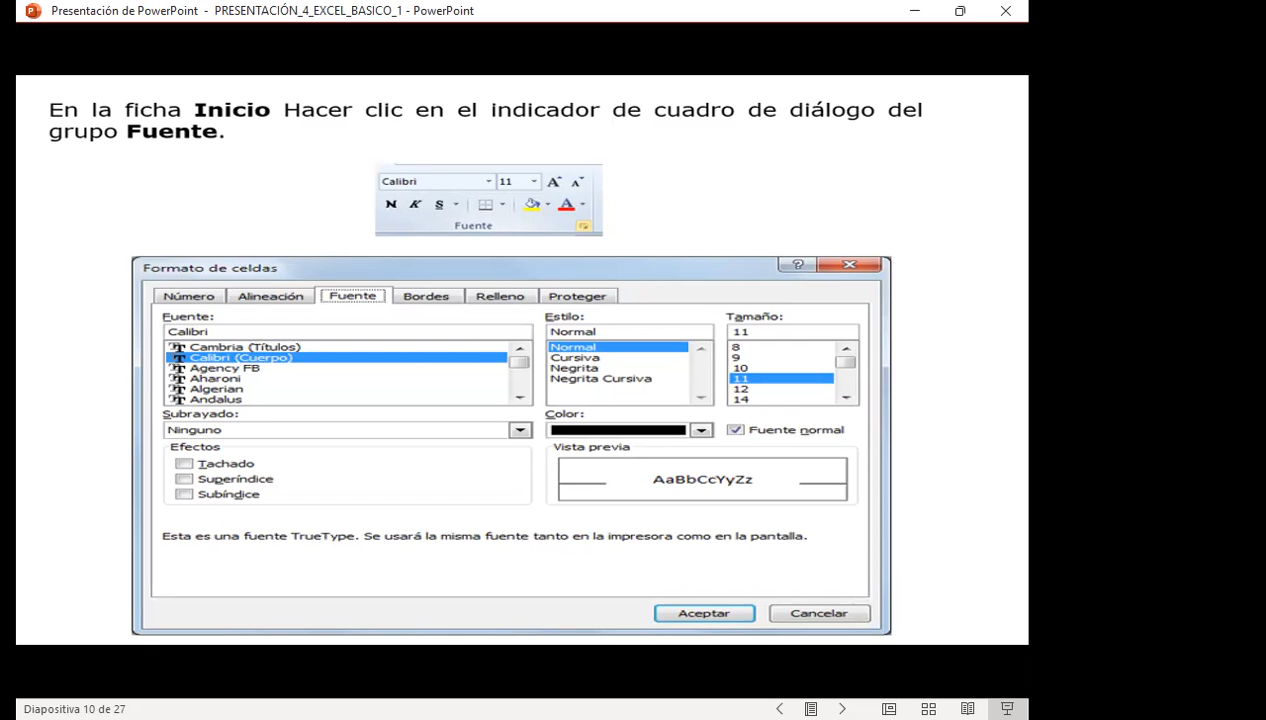 Presentación de PowerPoint - PRESENTACIÓN_4_EXCEL_BASICO_1 - PowerPoint
En la ficha Inicio Hacer clic en el indicador de cuadro de diálogo del
grupo Fuente.
Calibri 11 A A
N K S A
Fuente
Formato de celdas
Número Alineación Fuente Bordes Relleno Proteger
Fuente: Estilo: Tamaño:
Calibri Normal 11
Cambria (Títulos) Normal 8
Calibri (Cuerpo) Cursiva 9
Agency FB Negrita 10
Aharoni Negrita Cursiva 11
Algerian 12
Andalus 14
Subrayado: Color:
Ninguno Fuente normal
Efectos Vista previa
Tachado
Superíndice AaBbCcYyZz
Subíndice
Esta es una fuente TrueType. Se usará la misma fuente tanto en la impresora como en la pantalla.
Aceptar Cancelar
Diapositiva 10 de 27